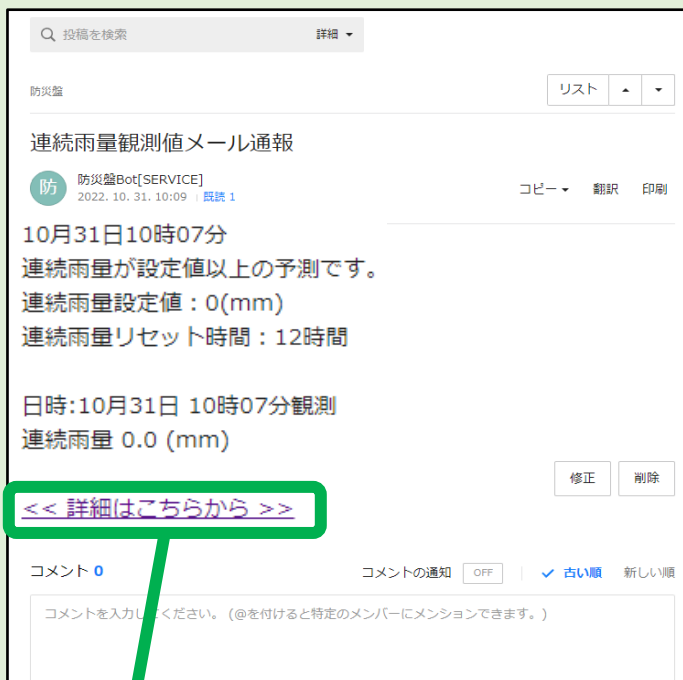 投稿を検索 詳細
防災盤 リスト
連続雨量観測値メール通報
防
防災盤Bot[SERVICE]
2022. 10. 31. 10:09 | 既読 1
コピー 翻訳 印刷
10月31日10時07分
連続雨量が設定値以上の予測です。
連続雨量設定値：0(mm)
連続雨量リセット時間：12時間
日時:10月31日 10時07分観測
連続雨量 0.0 (mm)
修正 削除
<< 詳細はこちらから >>
コメント 0 コメントの通知 OFF 古い順 新しい順
コメントを入力してください。 (@を付けると特定のメンバーにメンションできます。)